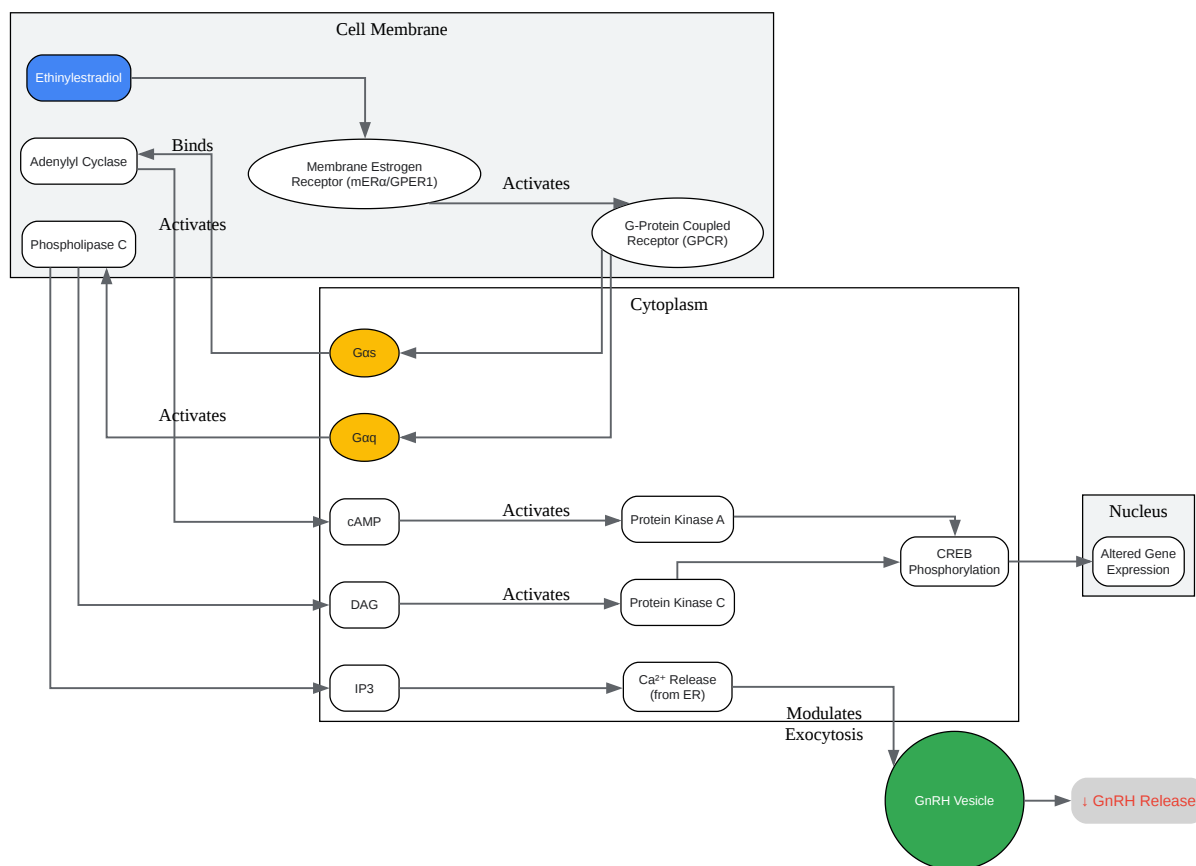 Cell Membrane
Ethinylestradiol
Binds
Adenylyl Cyclase
Membrane Estrogen
Receptor (mERα/GPER1)
Activates
Activates
Phospholipase C
G-Protein Coupled
Receptor (GPCR)
Cytoplasm
Gαs
Activates
Gαq
cAMP
Activates
Protein Kinase A
Nucleus
CREB
Phosphorylation
Altered Gene
Expression
DAG
Activates
Protein Kinase C
IP3
Ca²⁺ Release
(from ER)
Modulates
Exocytosis
GnRH Vesicle
↓ GnRH Release